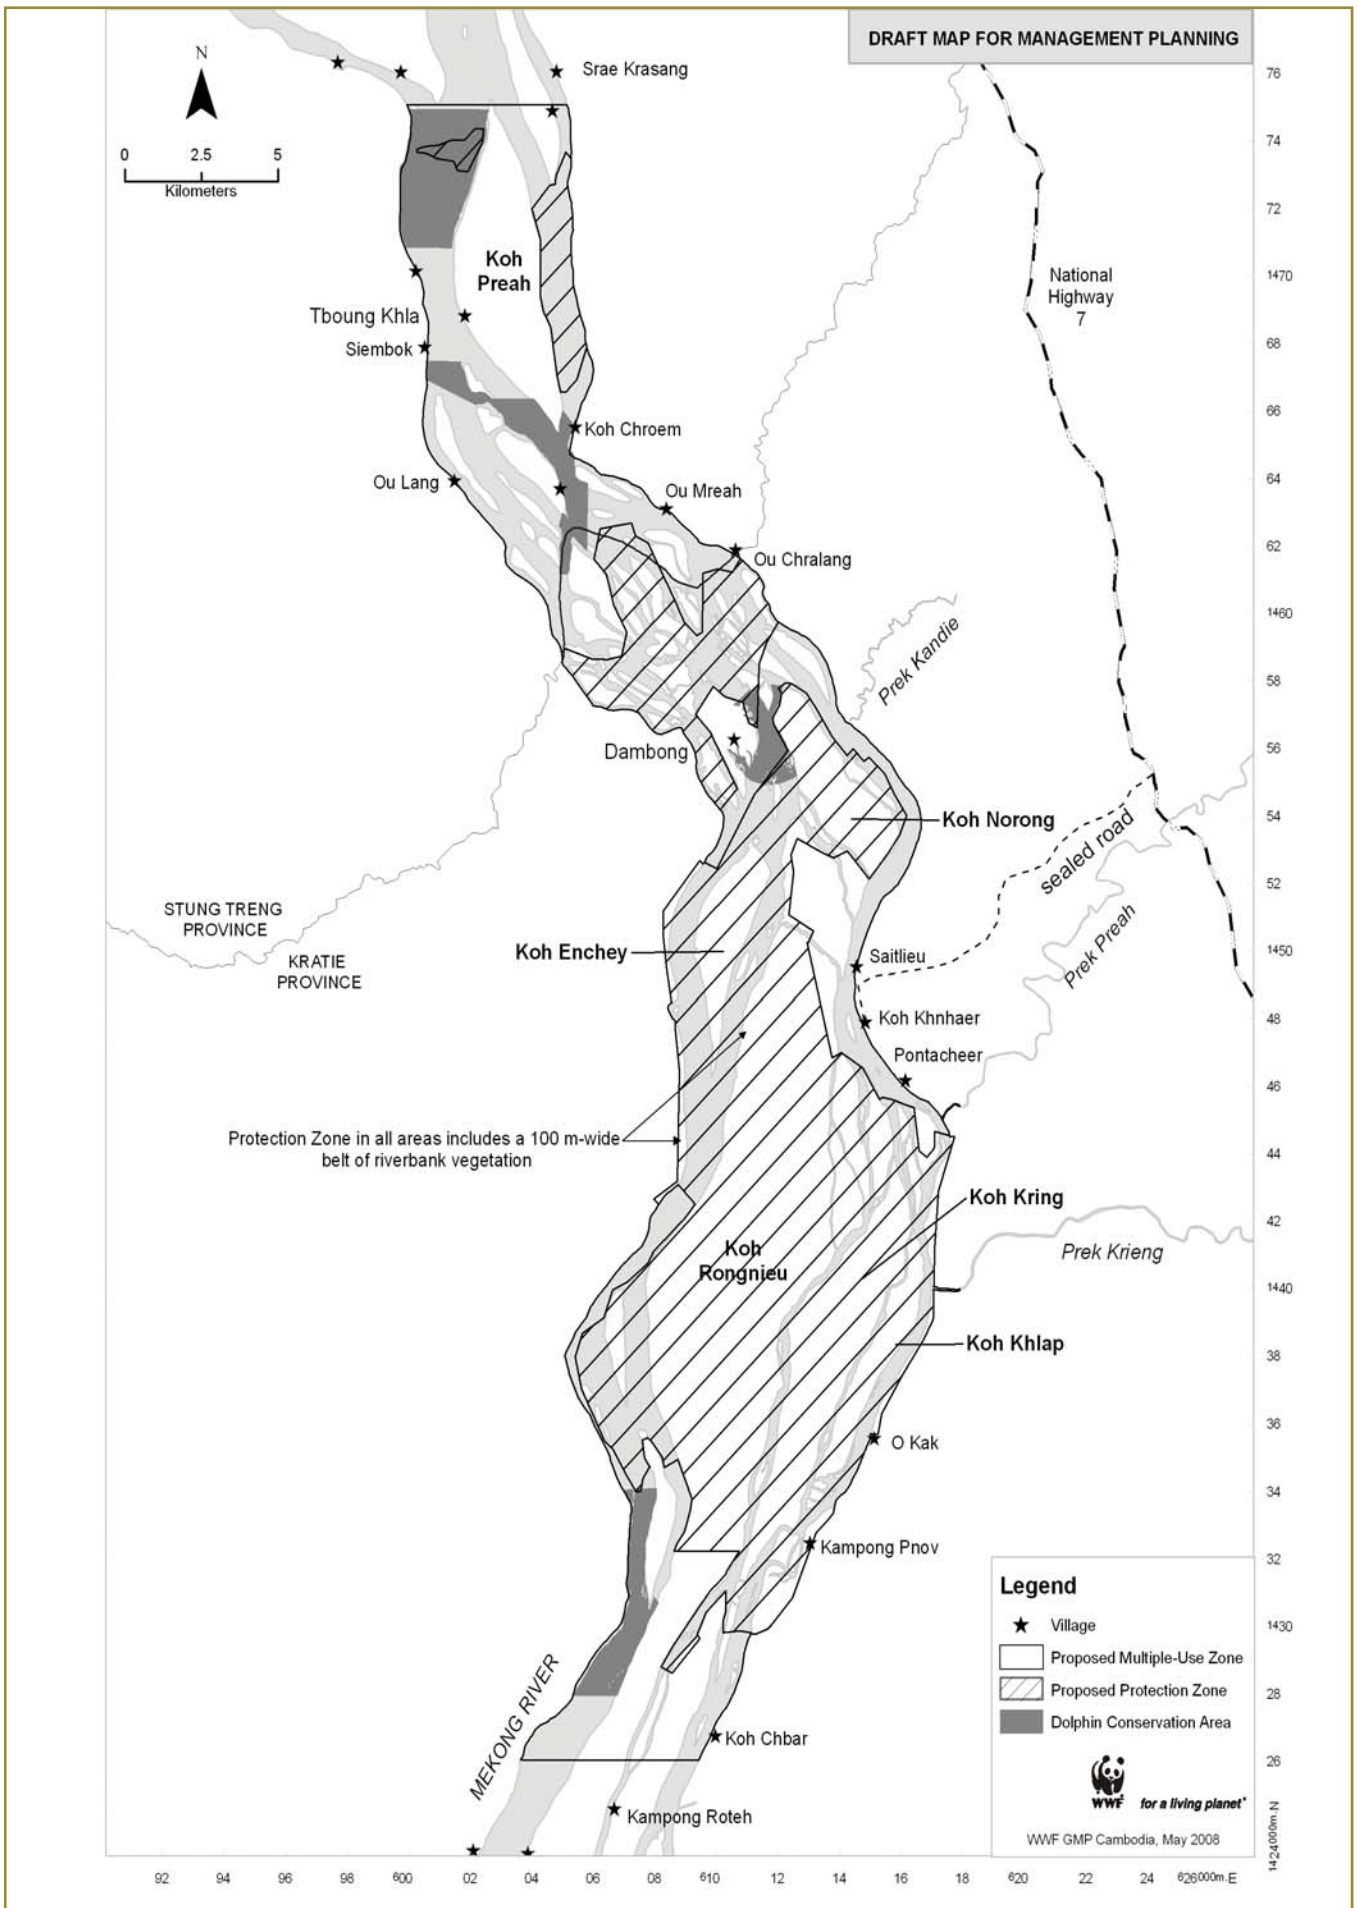 DRAFT MAP FOR MANAGEMENT PLANNING
N
0 2.5 5
Kilometers
Srae Krasang
76
74
72
Koh
Preah
National
Highway
7
1470
Tboung Khla
Siembok
68
66
Koh Chroem
Ou Lang
64
Ou Mreah
62
Ou Chralang
1460
Prek Kandie
58
56
Dambong
54
Koh Norong
sealed road
52
STUNG TRENG
PROVINCE
KRATIE
PROVINCE
Koh Enchey
Prek Preah
1450
Saitlieu
48
Koh Khnhaer
Pontacheer
46
Protection Zone in all areas includes a 100 m-wide
belt of riverbank vegetation
44
Koh Kring
42
Koh
Rongnieu
Prek Krieng
1440
Koh Khlap
38
36
O Kak
34
Kampong Pnov
32
1430
28
26
MEKONG RIVER
Koh Chbar
Kampong Roteh
Legend
Village
Proposed Multiple-Use Zone
Proposed Protection Zone
Dolphin Conservation Area
WWF for a living planet®
WWF GMP Cambodia, May 2008
1424000m.N
92 94 96 98 600 02 04 06 08 610 12 14 16 18 620 22 24 626000m.E